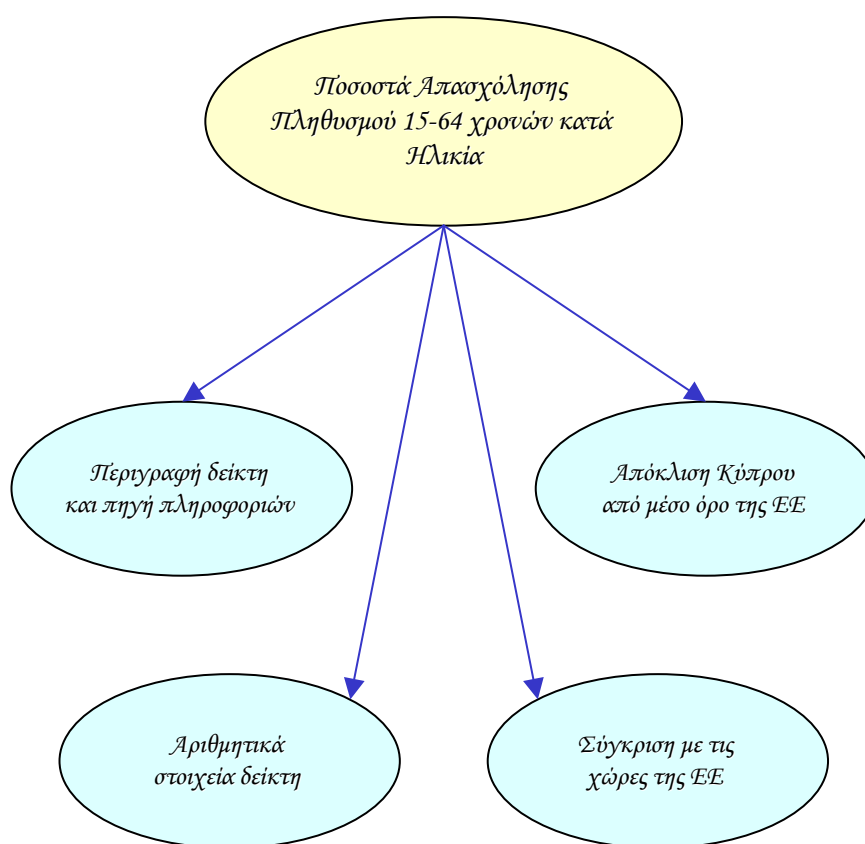 Ποσοστά Απασχόλησης
Πληθυσμού 15-64 χρονών κατά
Ηλικία
Περιγραφή δείκτη
και πηγή πληροφοριών
Απόκλιση Κύπρου
από μέσο όρο της ΕΕ
Αριθμητικά
στοιχεία δείκτη
Σύγκριση με τις
χώρες της ΕΕ